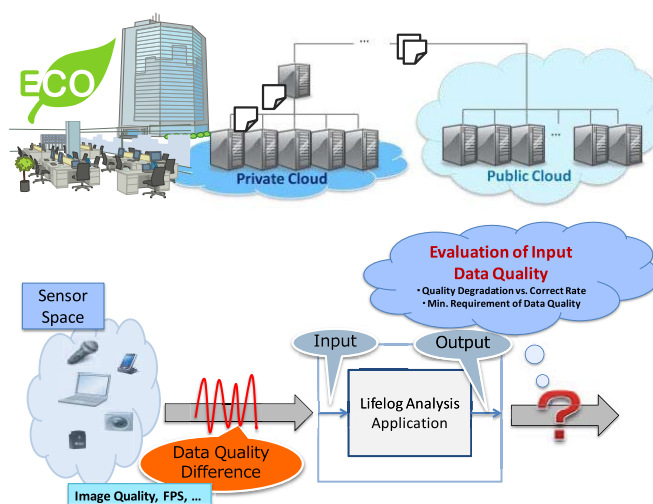 ECO
...
Private Cloud
...
Public Cloud
Evaluation of Input
Data Quality
・Quality Degradation vs. Correct Rate
・Min. Requirement of Data Quality
Sensor
Space
Input
Output
Lifelog Analysis
Application
?
Data Quality
Difference
Image Quality, FPS, ...